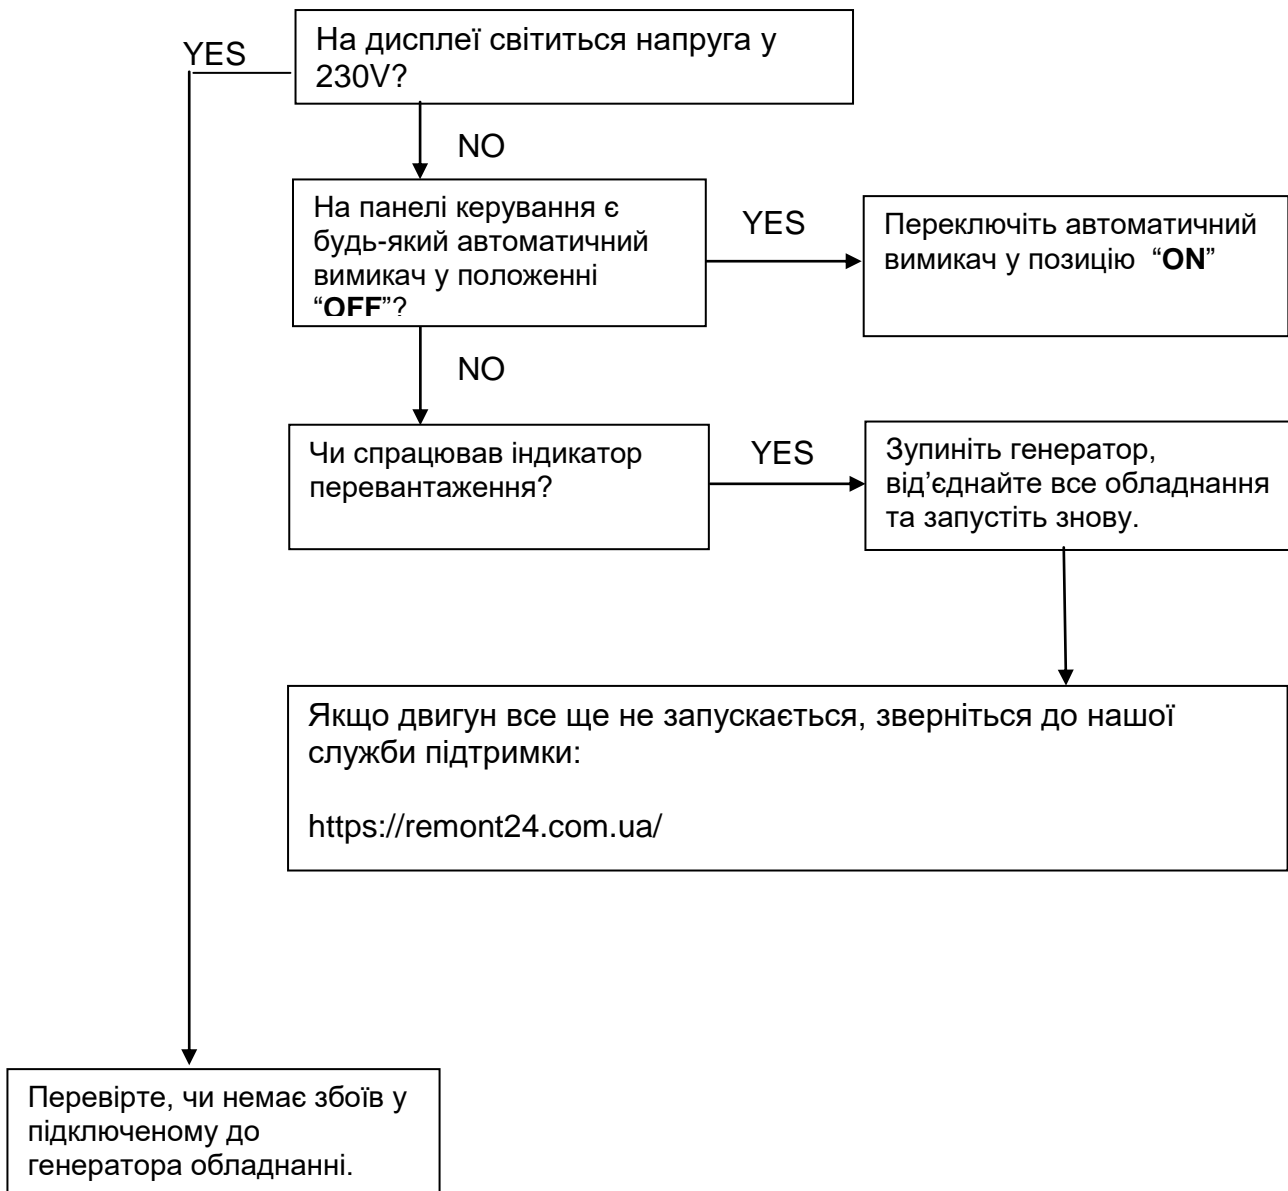 YES
На дисплеї світиться напруга у
230V?
NO
На панелі керування є
будь-який автоматичний
вимикач у положенні
“OFF”?
YES
Переключіть автоматичний
вимикач у позицію “ON”
NO
Чи спрацював індикатор
перевантаження?
YES
Зупиніть генератор,
від’єднайте все обладнання
та запустіть знову.
Якщо двигун все ще не запускається, зверніться до нашої
служби підтримки:
https://remont24.com.ua/
Перевірте, чи немає збоїв у
підключеному до
генератора обладнанні.